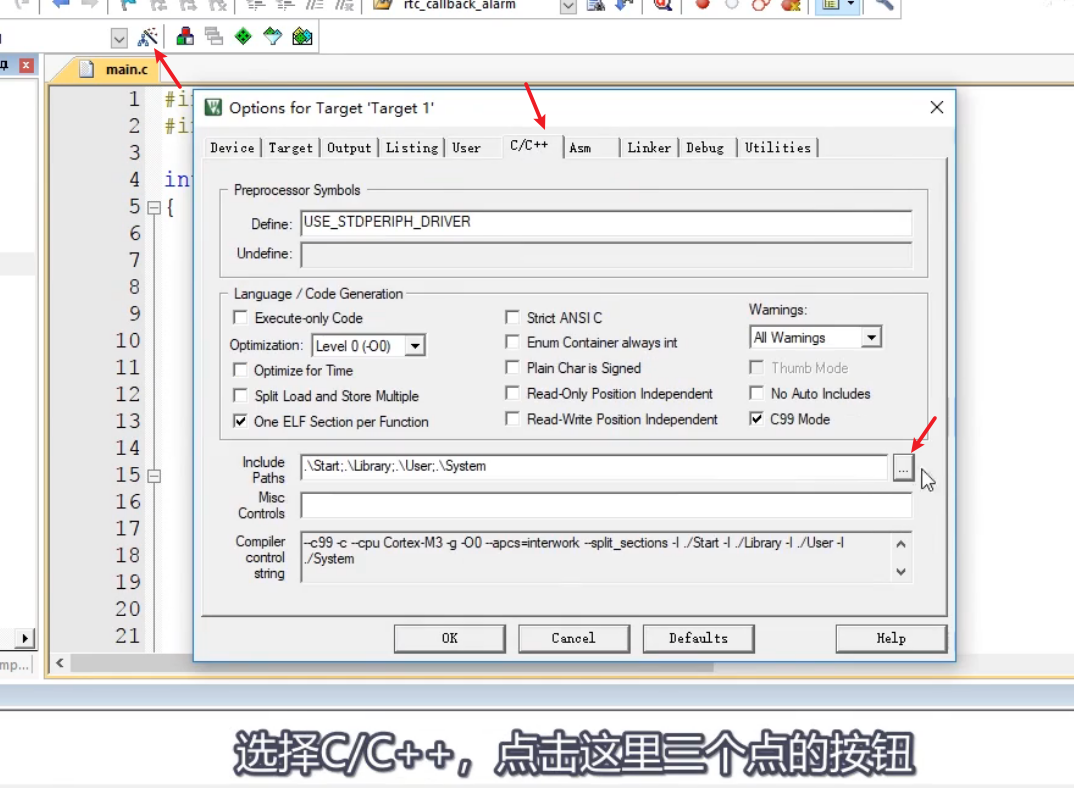 rtc_callback_alarm
main.c
1 #i
2 #i
3
4 in
5 {
6
7
8
9
10
11
12
13
14
15
16
17
18
19
20
21
Options for Target 'Target 1'
Device Target Output Listing User C/C++ Asm Linker Debug Utilities
Preprocessor Symbols
Define: USE_STDPERIPH_DRIVER
Undefine:
Language / Code Generation
Execute-only Code Strict ANSI C Warnings:
Optimization: Level 0 (-O0) Enum Container always int All Warnings
Optimize for Time Plain Char is Signed Thumb Mode
Split Load and Store Multiple Read-Only Position Independent No Auto Includes
One ELF Section per Function Read-Write Position Independent C99 Mode
Include Paths .\Start;.\Library;.\User;.\System ...
Misc Controls
Compiler control string --c99 -c --cpu Cortex-M3 -g -O0 --apcs=interwork --split_sections -I ./Start -I ./Library -I ./User -I
./System
OK Cancel Defaults Help
mp...
选择C/C++，点击这里三个点的按钮